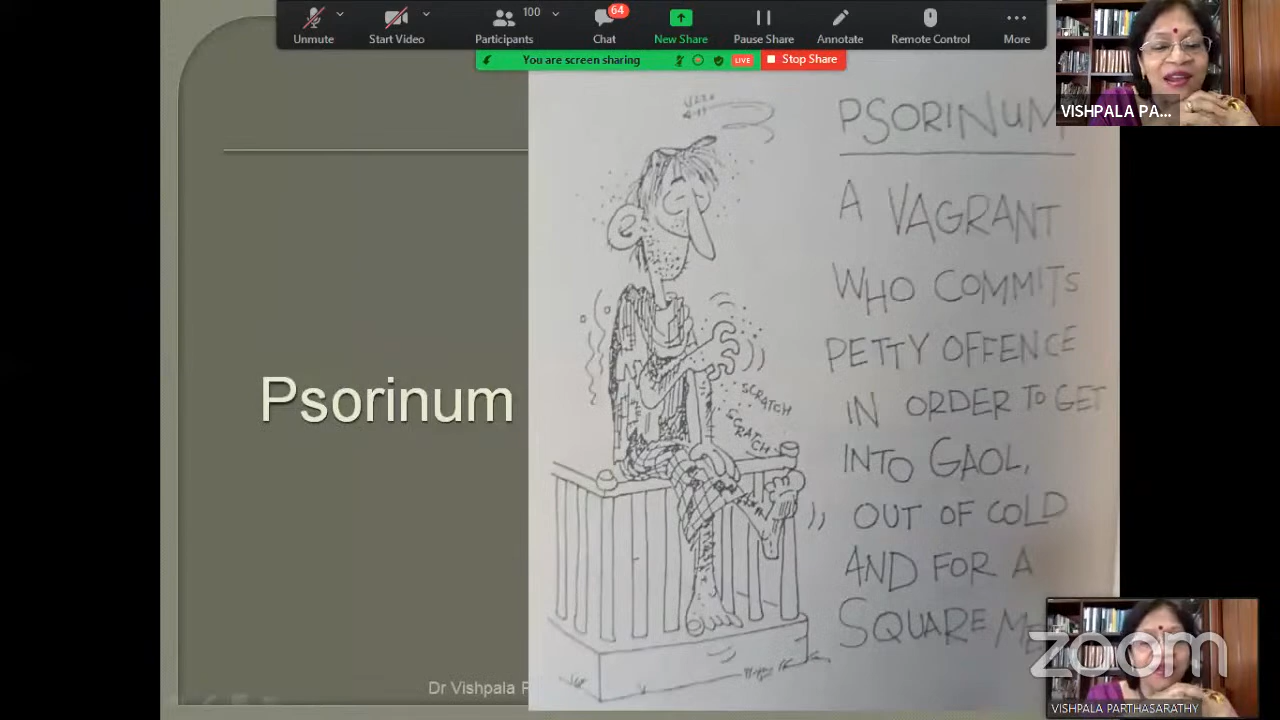 100
64
Unmute
Start Video
Participants
Chat
New Share
Pause Share
Annotate
Remote Control
More
You are screen sharing
LIVE
Stop Share
VISHPALA PA...
PSORINUM
A VAGRANT
WHO COMMITS
PETTY OFFENCE
IN ORDER TO GET
INTO GAOL,
OUT OF COLD
AND FOR A
SQUARE
SCRATCH
SCRATCH
Psorinum
Dr Vishpala
zoom
VISHPALA PARTHASARATHY